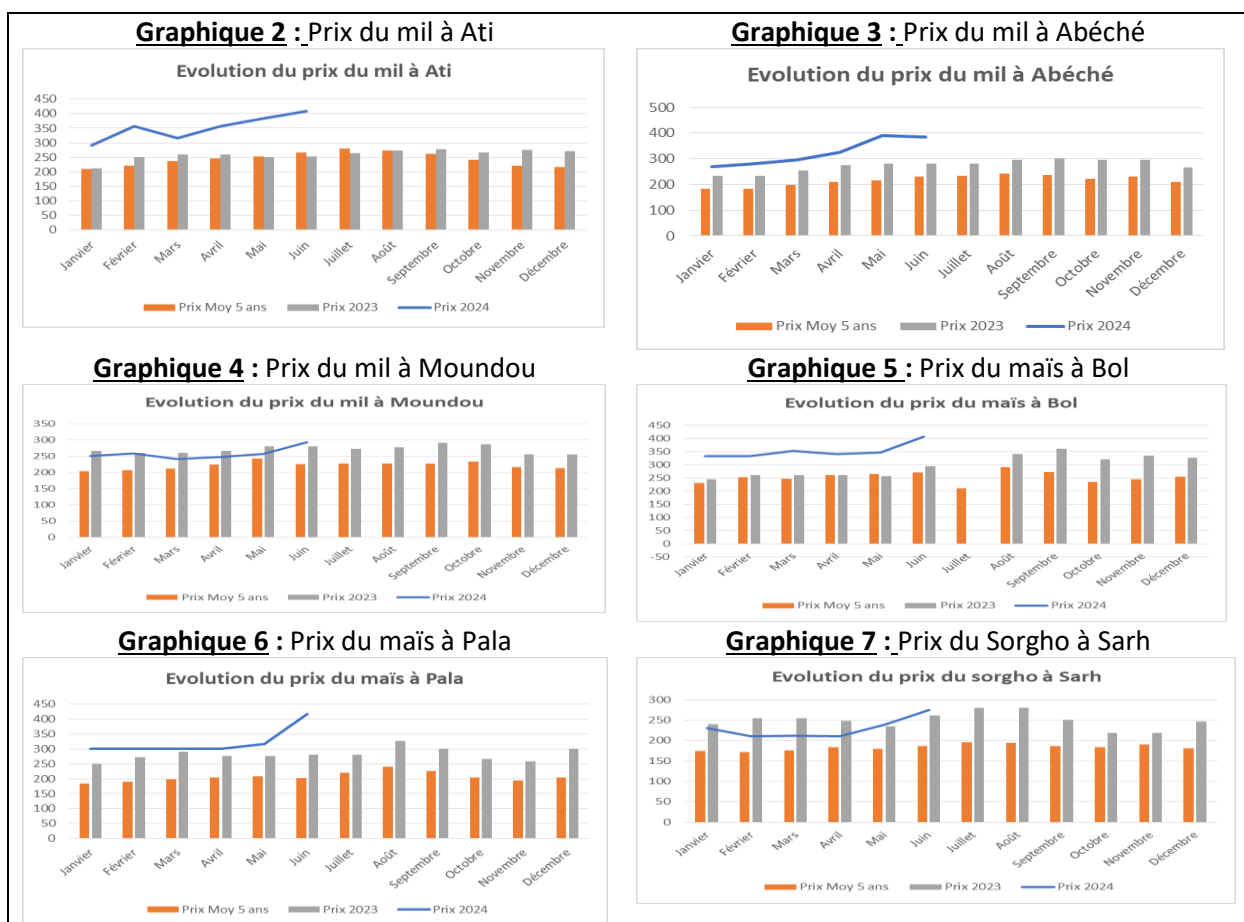 Graphique 2 : Prix du mil à Ati
Evolution du prix du mil à Ati
450
400
350
300
250
200
150
100
50
0
Janvier
Février
Mars
Avril
Mai
Juin
Juillet
Août
Septembre
Octobre
Novembre
Décembre
Prix Moy 5 ans Prix 2023 Prix 2024
Graphique 3 : Prix du mil à Abéché
Evolution du prix du mil à Abéché
500
400
300
200
100
0
Janvier
Février
Mars
Avril
Mai
Juin
Juillet
Août
Septembre
Octobre
Novembre
Décembre
Prix Moy 5 ans Prix 2023 Prix 2024
Graphique 4 : Prix du mil à Moundou
Evolution du prix du mil à Moundou
350
300
250
200
150
100
50
0
Janvier
Février
Mars
Avril
Mai
Juin
Juillet
Août
Septembre
Octobre
Novembre
Décembre
Prix Moy 5 ans Prix 2023 Prix 2024
Graphique 5 : Prix du maïs à Bol
Evolution du prix du maïs à Bol
450
400
350
300
250
200
150
100
50
0
-50
Janvier
Février
Mars
Avril
Mai
Juin
Juillet
Août
Septembre
Octobre
Novembre
Décembre
Prix Moy 5 ans Prix 2023 Prix 2024
Graphique 6 : Prix du maïs à Pala
Evolution du prix du maïs à Pala
450
400
350
300
250
200
150
100
50
0
Janvier
Février
Mars
Avril
Mai
Juin
Juillet
Août
Septembre
Octobre
Novembre
Décembre
Prix Moy 5 ans Prix 2023 Prix 2024
Graphique 7 : Prix du Sorgho à Sarh
Evolution du prix du sorgho à Sarh
300
250
200
150
100
50
0
Janvier
Février
Mars
Avril
Mai
Juin
Juillet
Août
Septembre
Octobre
Novembre
Décembre
Prix Moy 5 ans Prix 2023 Prix 2024